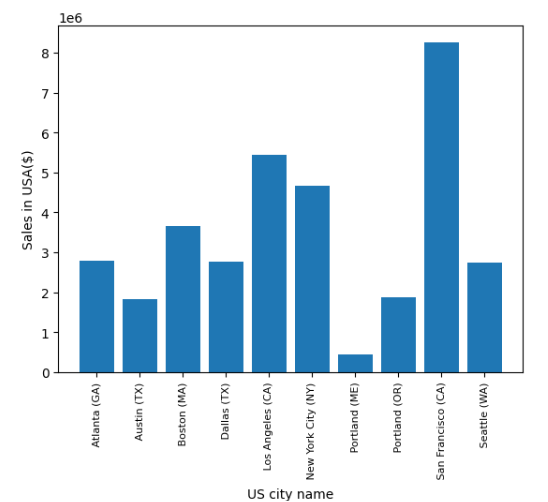 1e6
8
7
6
5
4
3
2
1
0
Sales in USA($)
Atlanta (GA)
Austin (TX)
Boston (MA)
Dallas (TX)
Los Angeles (CA)
New York City (NY)
Portland (ME)
Portland (OR)
San Francisco (CA)
Seattle (WA)
US city name